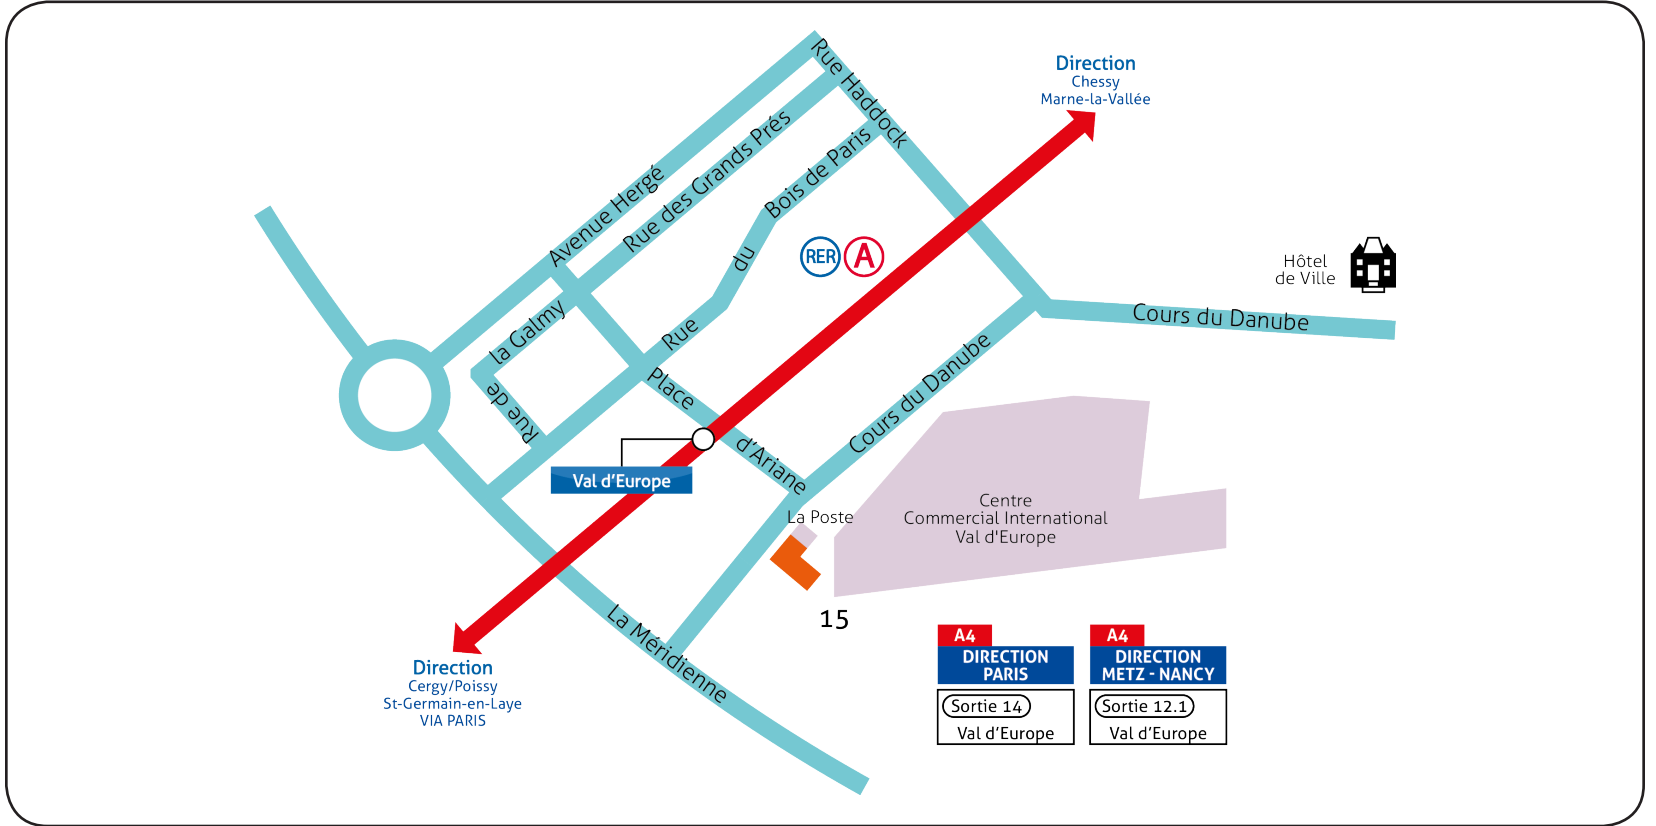 Rue Haddock
Direction
Chessy
Marne-la-Vallée
Avenue Hergé
Rue des Grands Prés
Rue
du
Bois de Paris
RER
A
Hôtel
de Ville
Cours du Danube
Rue de
la Galmy
Place
d’Ariane
Cours du Danube
Val d’Europe
La Poste
Centre
Commercial International
Val d'Europe
15
La Méridienne
Direction
Cergy/Poissy
St-Germain-en-Laye
VIA PARIS
A4
DIRECTION
PARIS
Sortie 14
Val d’Europe
A4
DIRECTION
METZ - NANCY
Sortie 12.1
Val d’Europe